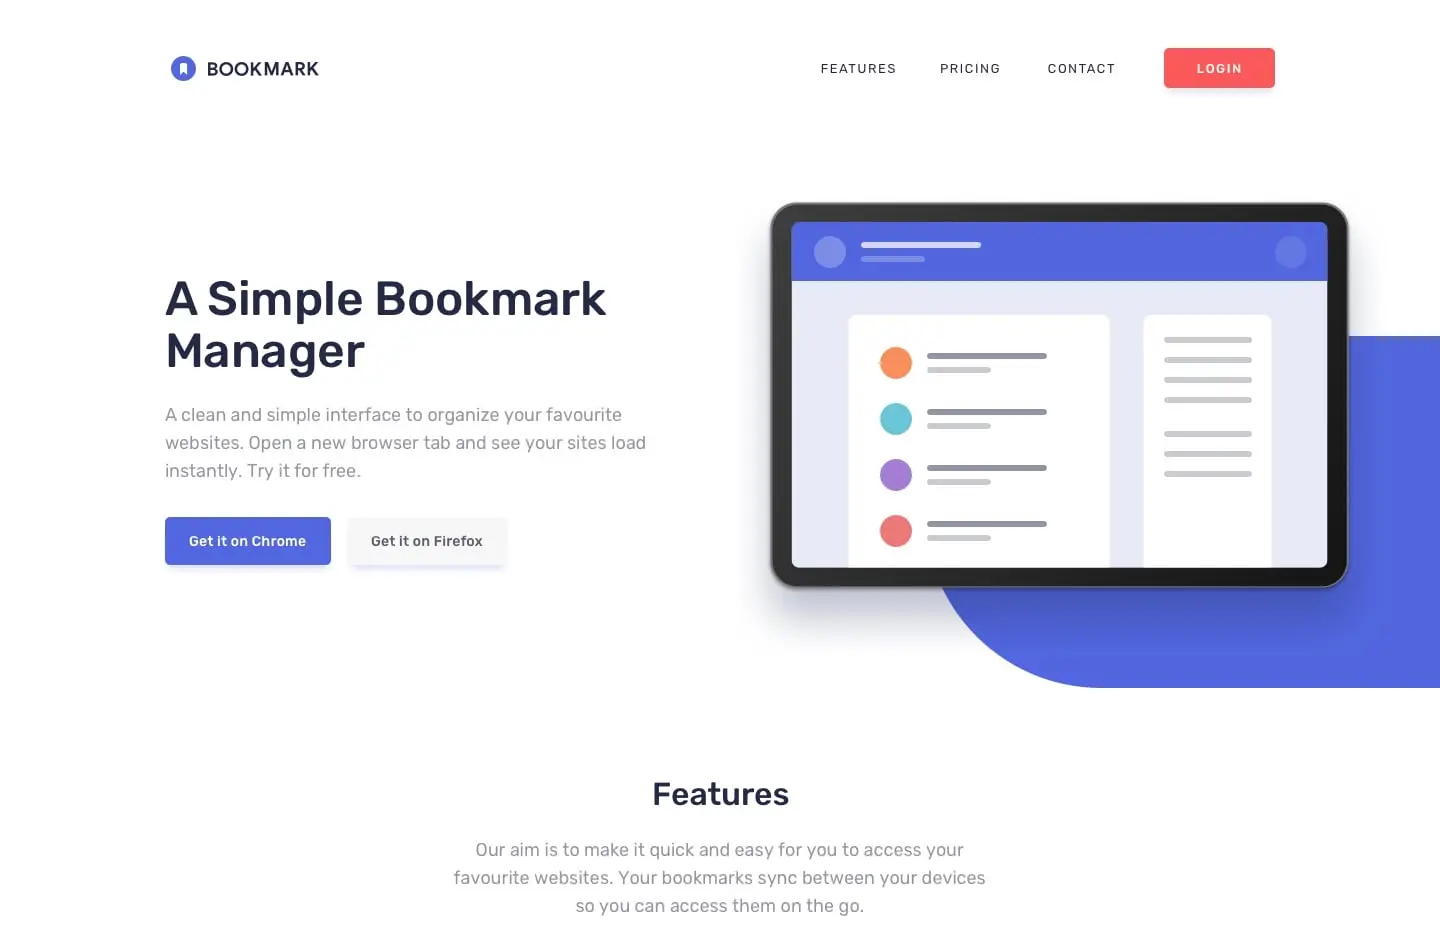 BOOKMARK
FEATURES PRICING CONTACT LOGIN
A Simple Bookmark
Manager
A clean and simple interface to organize your favourite
websites. Open a new browser tab and see your sites load
instantly. Try it for free.
Get it on Chrome Get it on Firefox
Features
Our aim is to make it quick and easy for you to access your
favourite websites. Your bookmarks sync between your devices
so you can access them on the go.